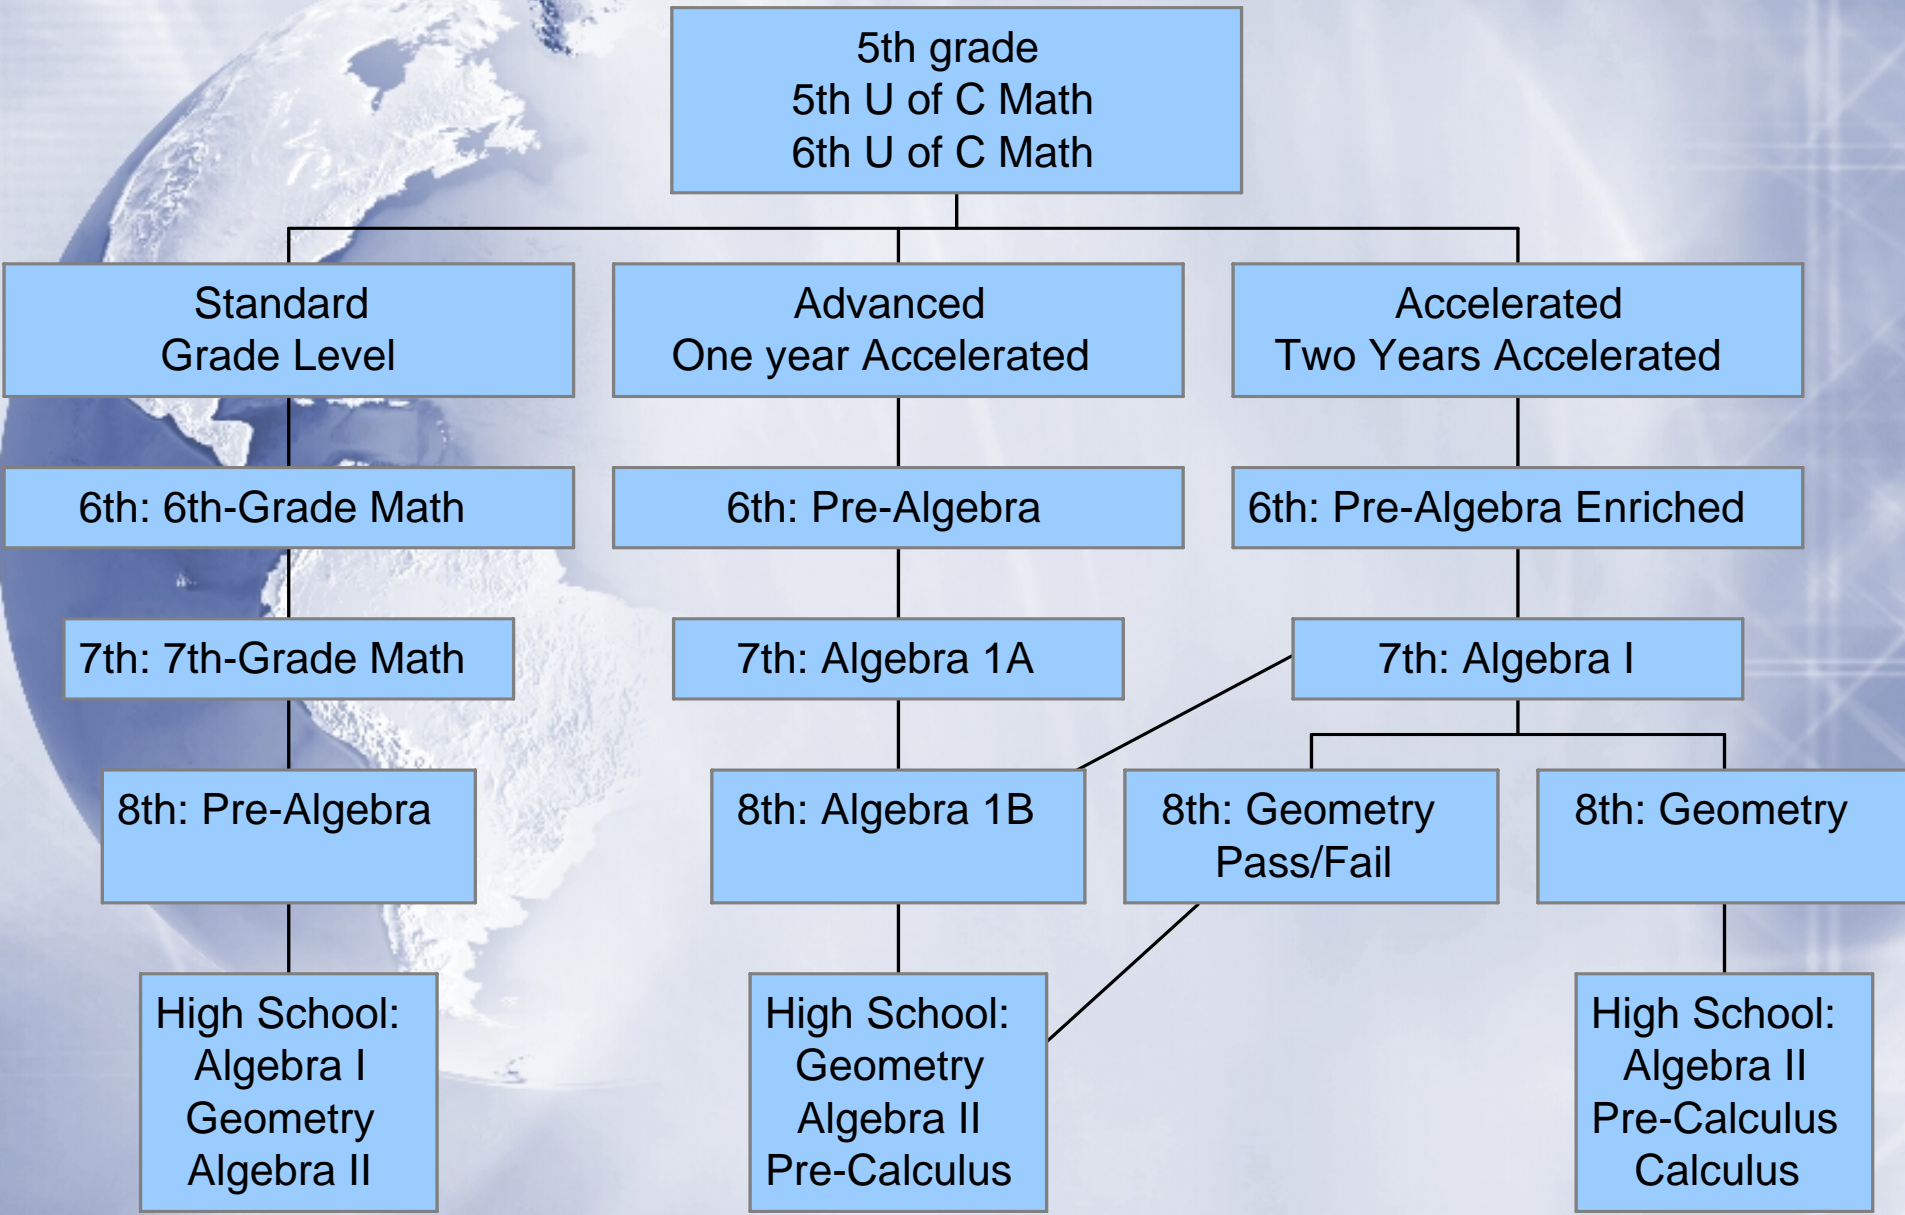 5th grade
5th U of C Math
6th U of C Math
Standard
Grade Level
Advanced
One year Accelerated
Accelerated
Two Years Accelerated
6th: 6th-Grade Math
6th: Pre-Algebra
6th: Pre-Algebra Enriched
7th: 7th-Grade Math
7th: Algebra 1A
7th: Algebra I
8th: Pre-Algebra
8th: Algebra 1B
8th: Geometry
Pass/Fail
8th: Geometry
High School:
Algebra I
Geometry
Algebra II
High School:
Geometry
Algebra II
Pre-Calculus
High School:
Algebra II
Pre-Calculus
Calculus